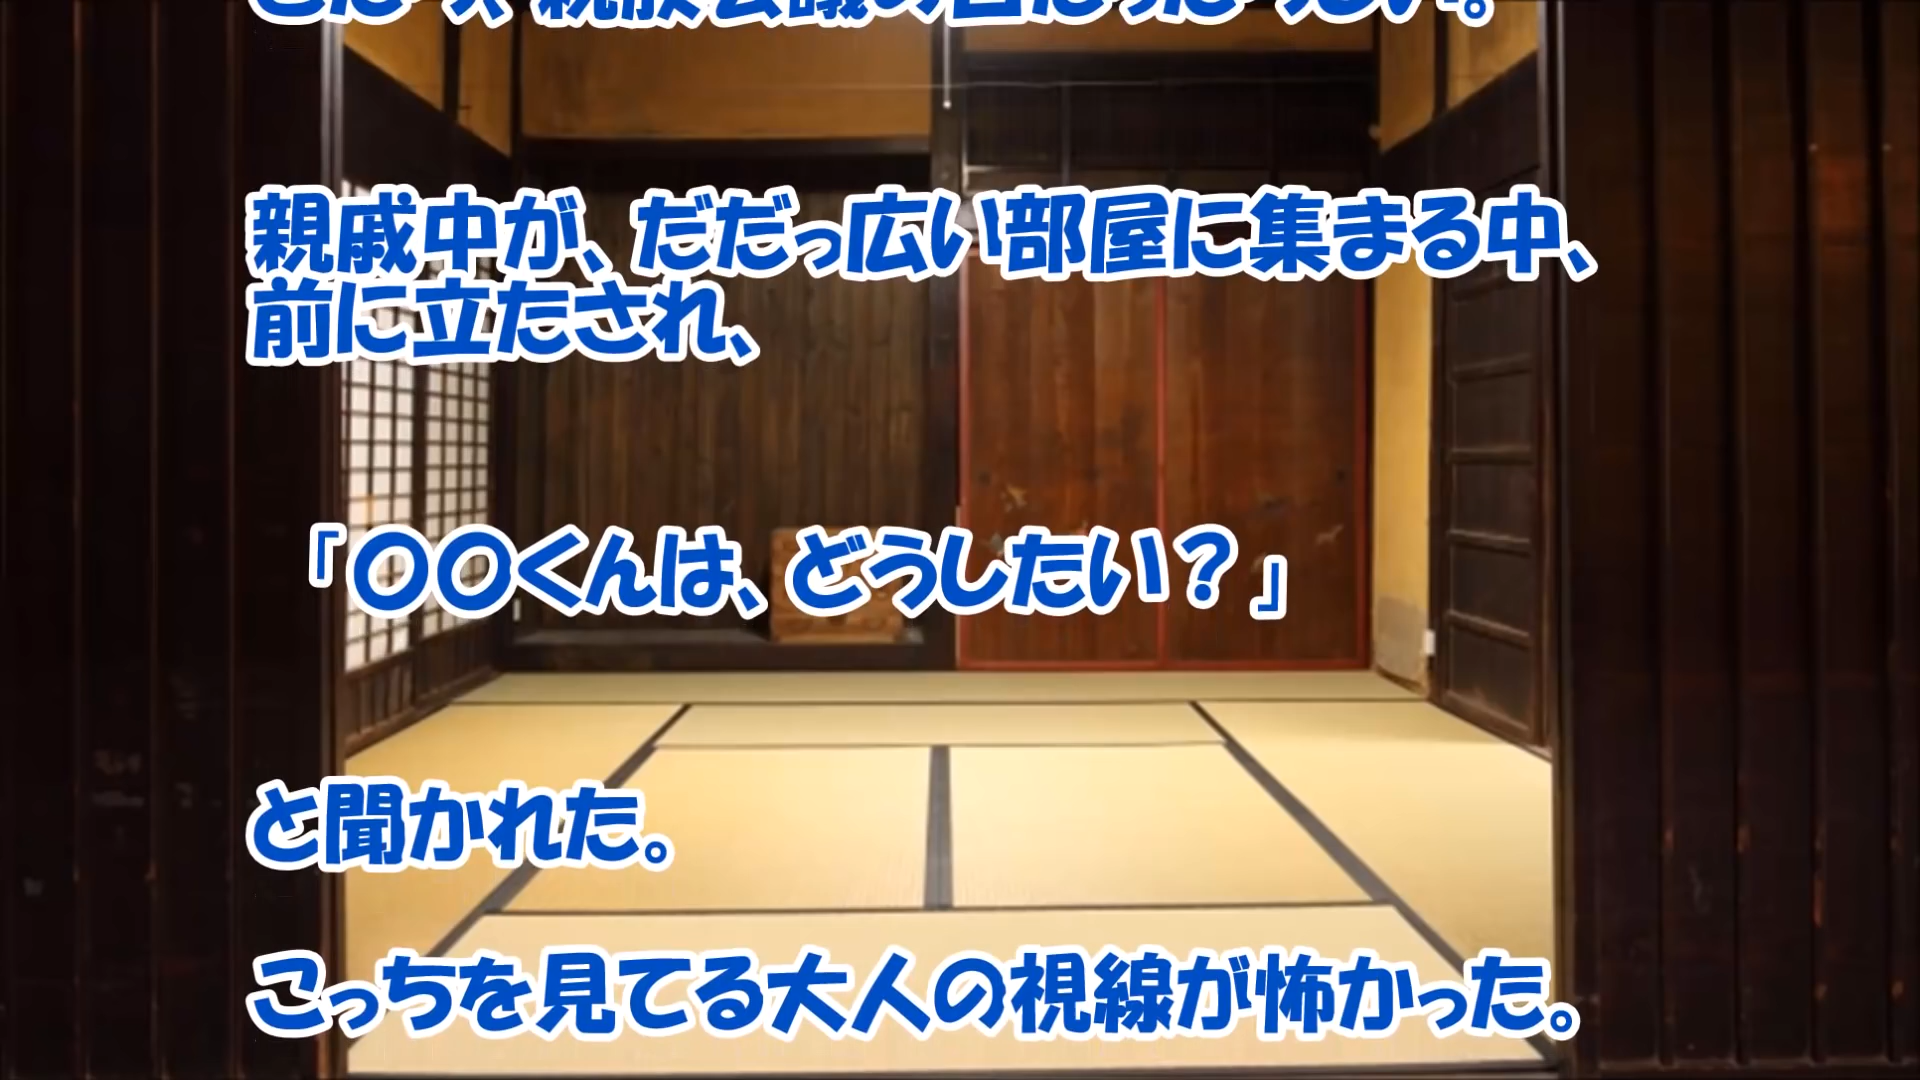 親戚中が、だだっ広い部屋に集まる中、
前に立たされ、
『〇〇くんは、どうしたい？』
と聞かれた。
こっちを見てる大人の視線が怖かった。